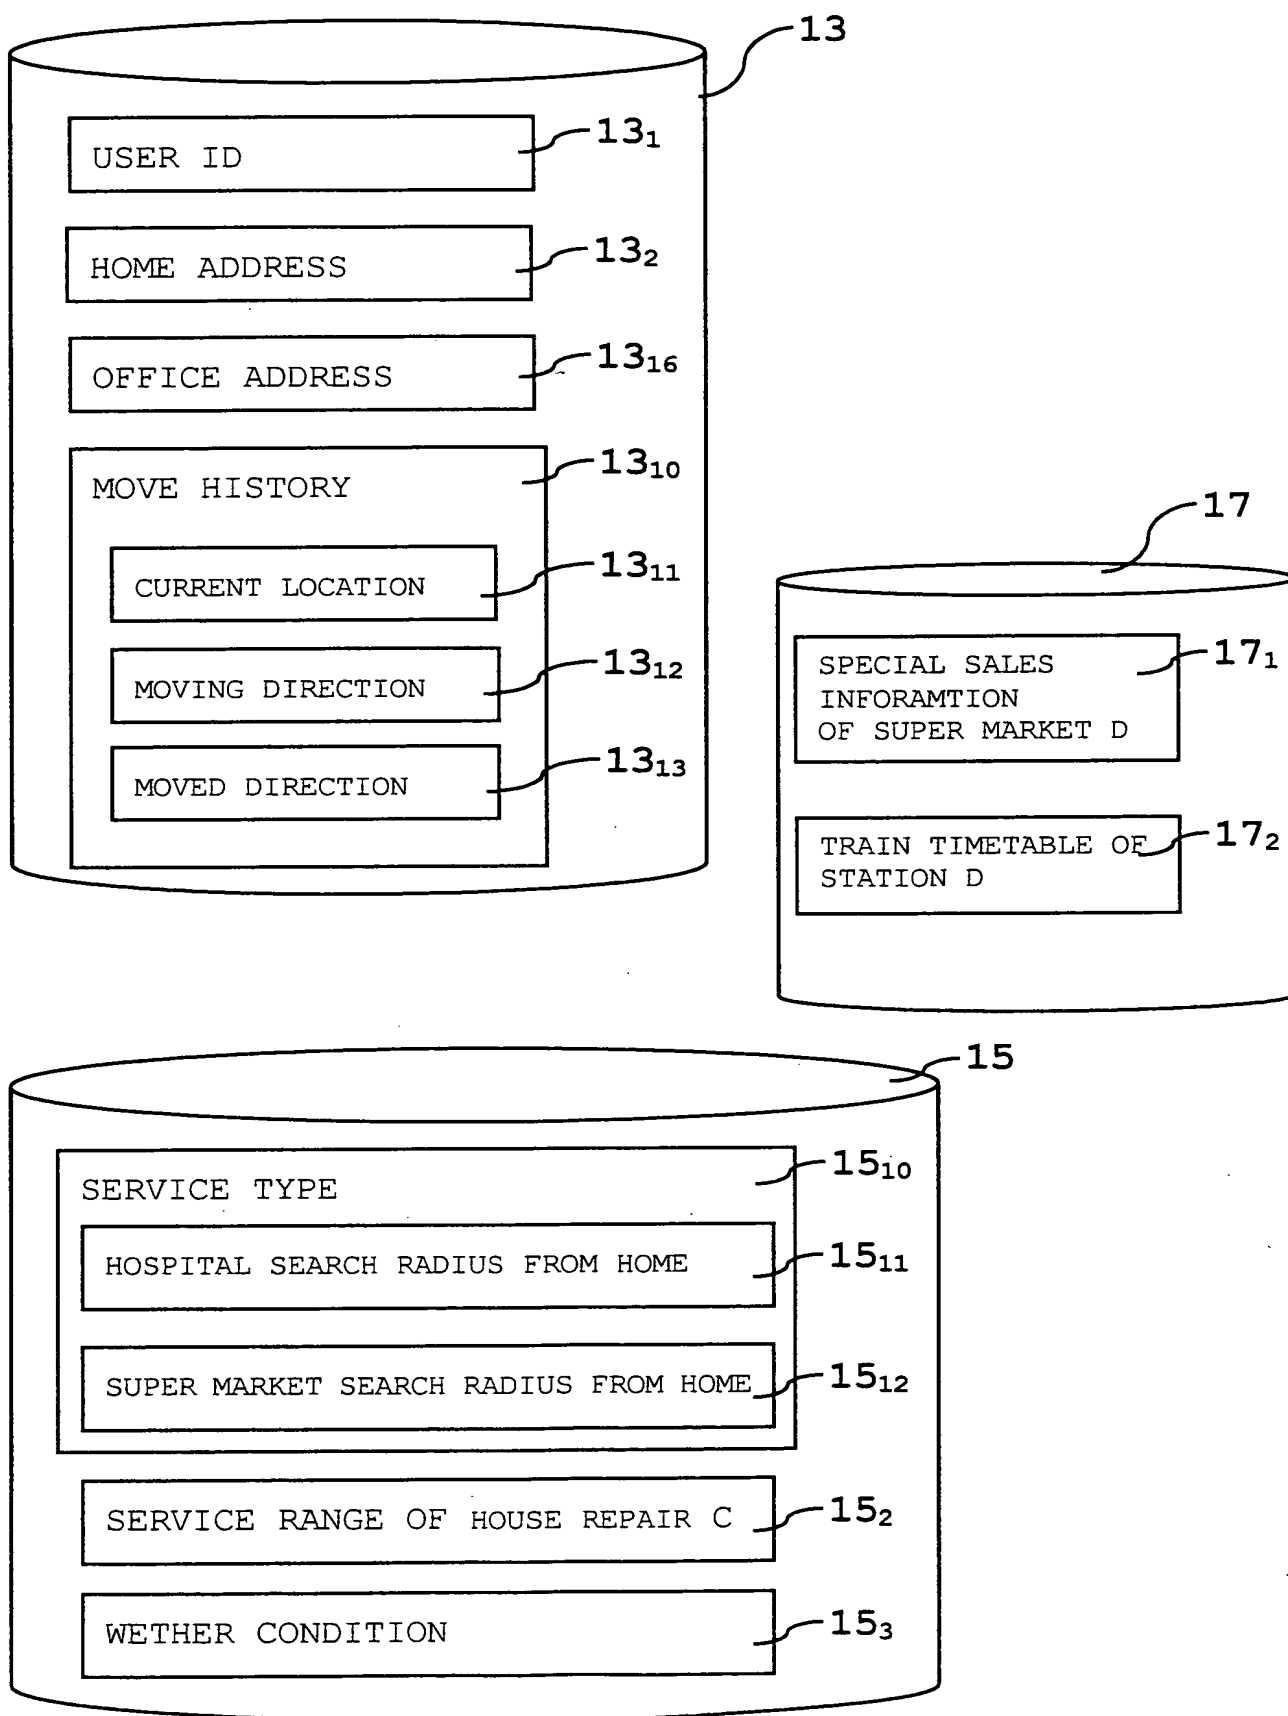 13
USER ID
13₁
HOME ADDRESS
13₂
OFFICE ADDRESS
13₁₆
MOVE HISTORY
13₁₀
CURRENT LOCATION
13₁₁
MOVING DIRECTION
13₁₂
MOVED DIRECTION
13₁₃
17
SPECIAL SALES
INFORAMTION
OF SUPER MARKET D
17₁
TRAIN TIMETABLE OF
STATION D
17₂
15
SERVICE TYPE
15₁₀
HOSPITAL SEARCH RADIUS FROM HOME
15₁₁
SUPER MARKET SEARCH RADIUS FROM HOME
15₁₂
SERVICE RANGE OF HOUSE REPAIR C
15₂
WETHER CONDITION
15₃